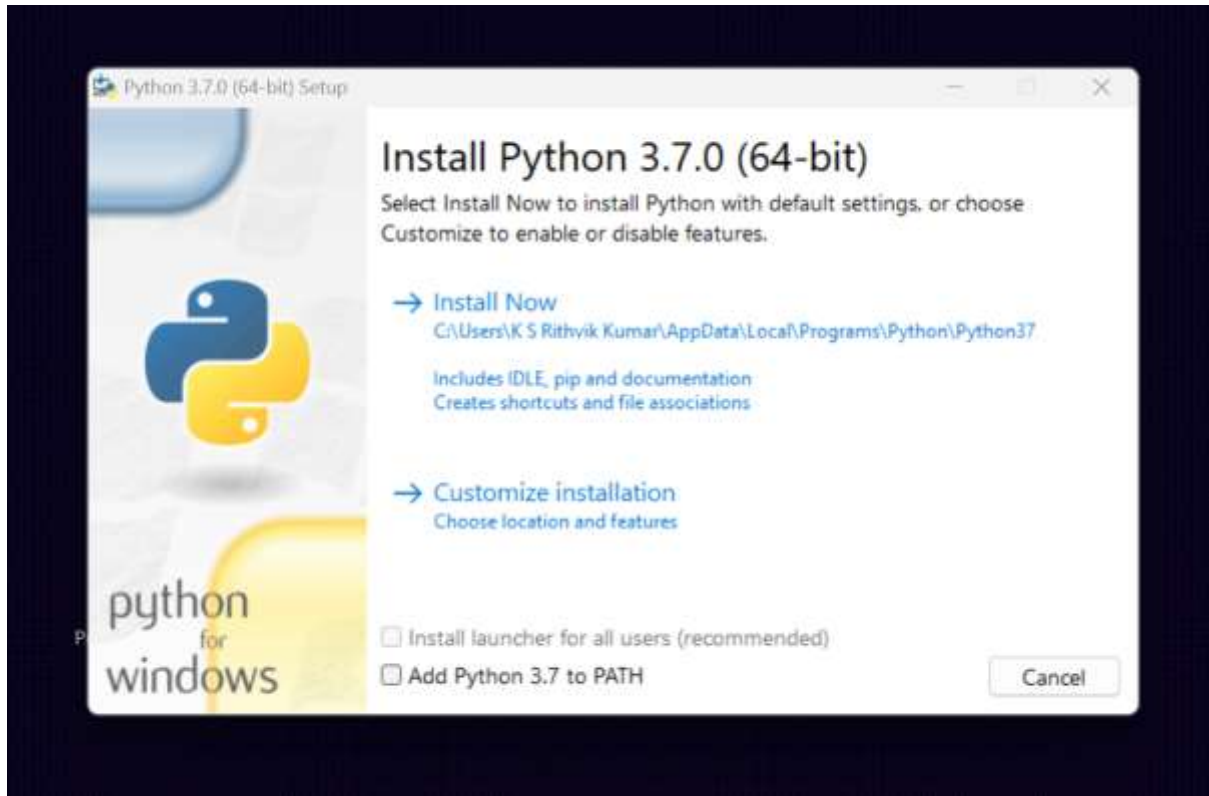 Python 3.7.0 (64-bit) Setup
Install Python 3.7.0 (64-bit)
Select Install Now to install Python with default settings, or choose
Customize to enable or disable features.
Install Now
C:\Users\K S Rithvik Kumar\AppData\Local\Programs\Python\Python37
Includes IDLE, pip and documentation
Creates shortcuts and file associations
Customize installation
Choose location and features
python
for
windows
P
Install launcher for all users (recommended)
Add Python 3.7 to PATH
Cancel